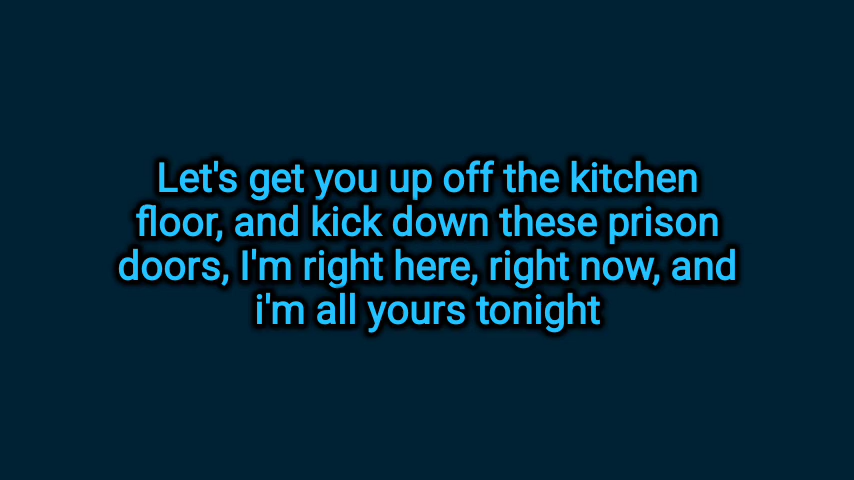 Let's get you up off the kitchen
floor, and kick down these prison
doors, I'm right here, right now, and
i'm all yours tonight